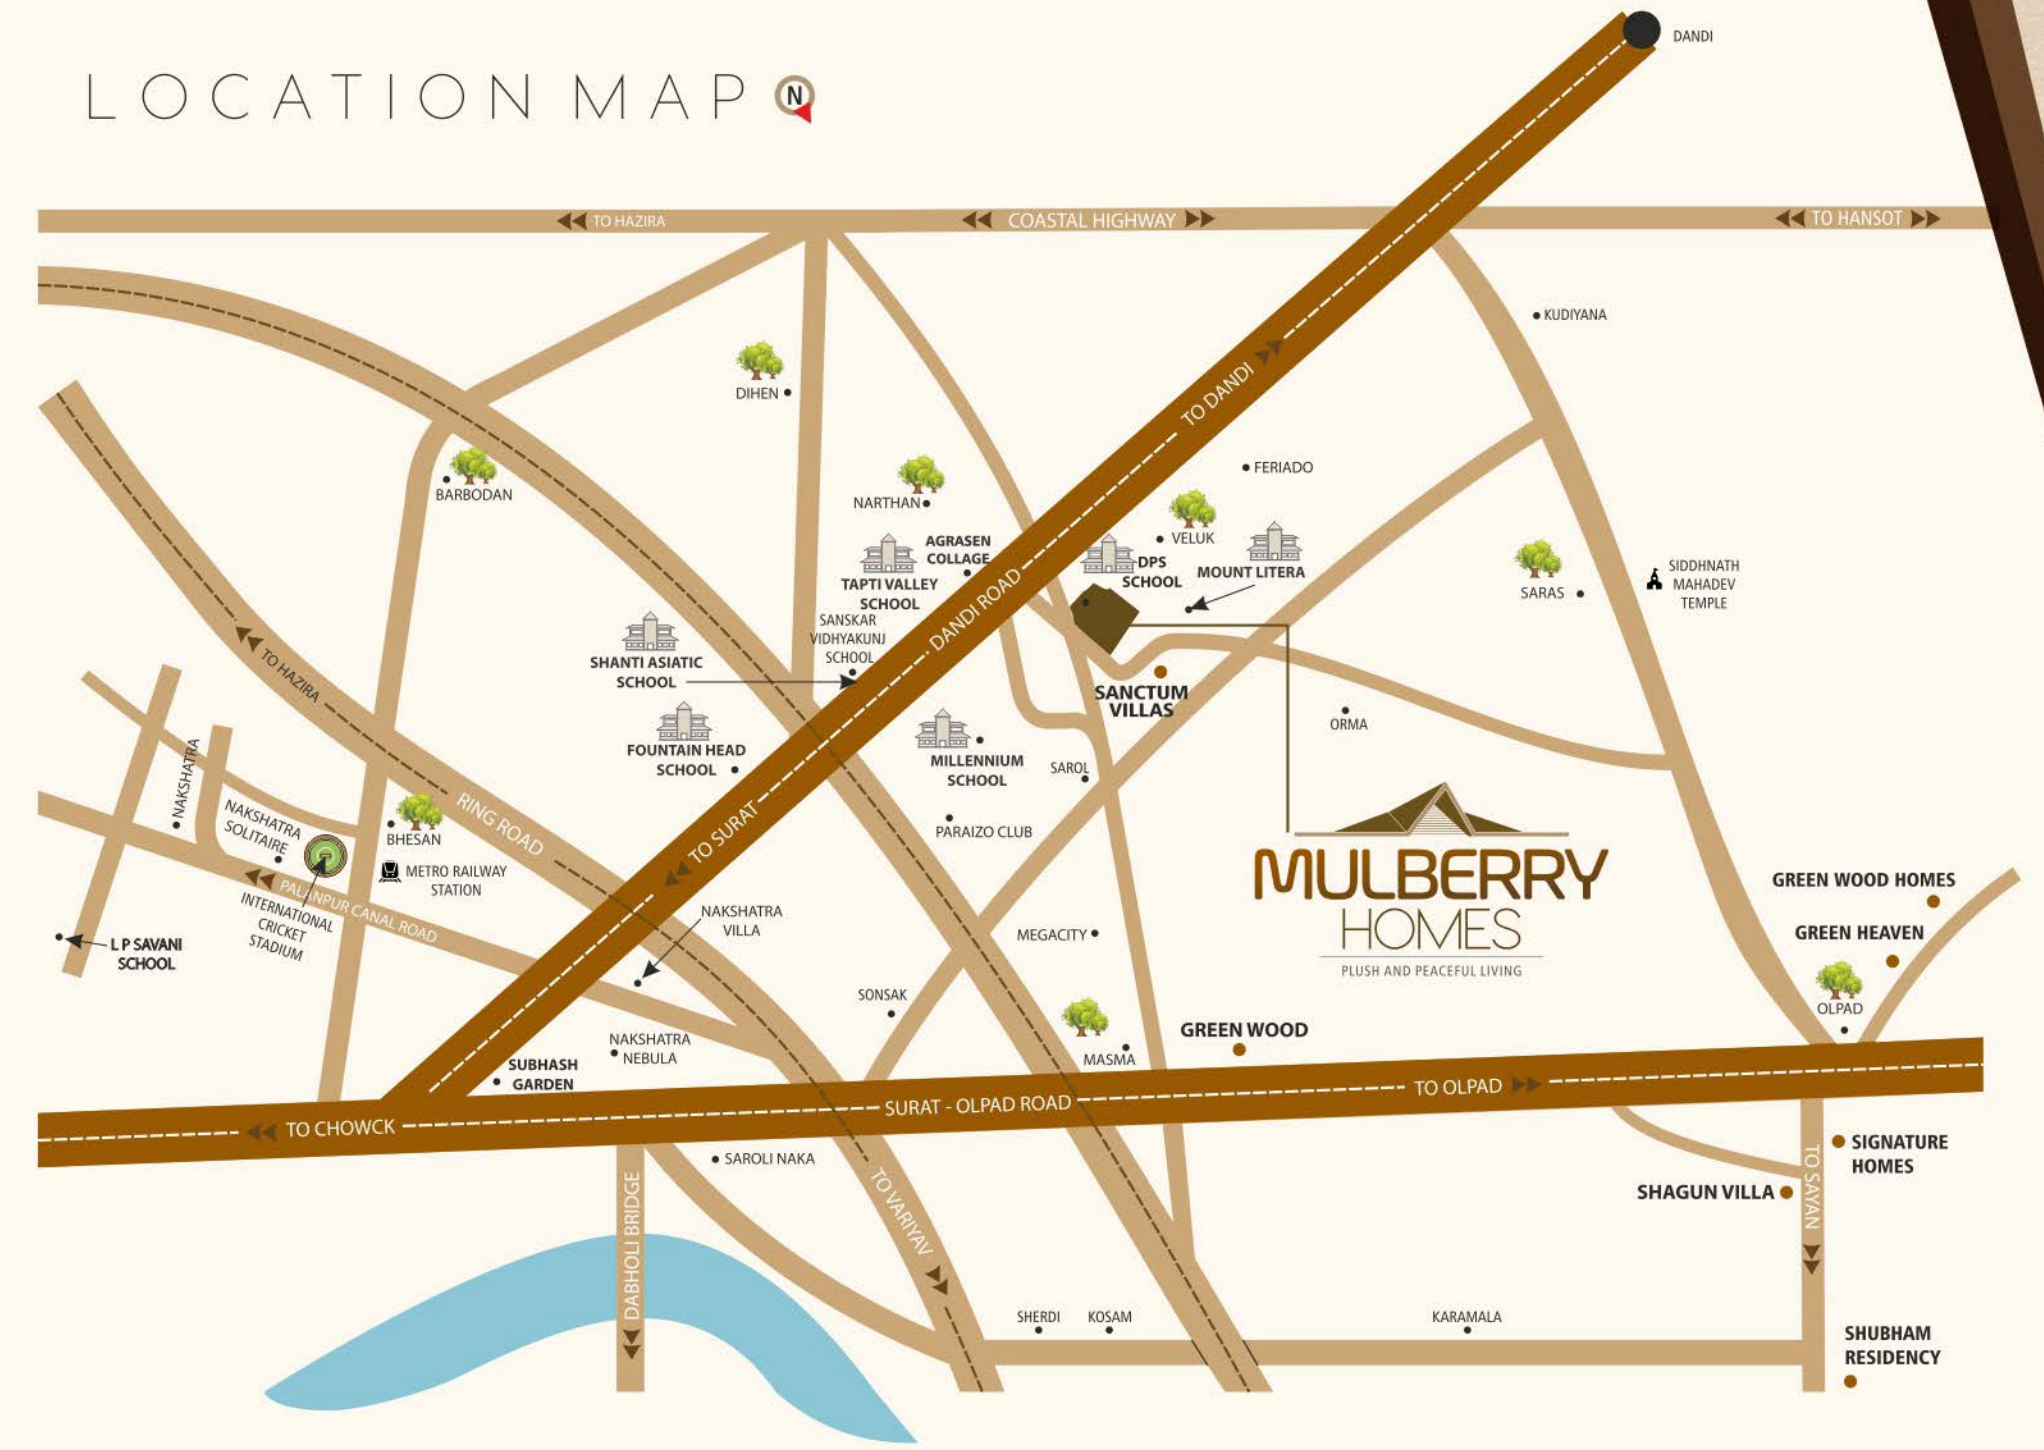 LOCATION MAP N
DANDI
TO HAZIRA
COASTAL HIGHWAY
TO HANSOT
KUDIYANA
DIHEN
TO DANDI
BARBODAN
NARTHAN
FERIADO
VELUK
AGRASEN
COLLAGE
TAPTI VALLEY
SCHOOL
DPS
SCHOOL
MOUNT LITERA
SARAS
SIDDHNATH
MAHADEV
TEMPLE
DANDI ROAD
SANSKAR
VIDHYAKUNJ
SCHOOL
SHANTI ASIATIC
SCHOOL
TO HAZIRA
SANCTUM
VILLAS
ORMA
FOUNTAIN HEAD
SCHOOL
MILLENNIUM
SCHOOL
SAROL
NAKSHATRA
NAKSHATRA
SOLITAIRE
BHESAN
RING ROAD
TO SURAT
PARAIZO CLUB
METRO RAILWAY
STATION
MULBERRY
HOMES
PLUSH AND PEACEFUL LIVING
GREEN WOOD HOMES
GREEN HEAVEN
OLPAD
PALANPUR CANAL ROAD
INTERNATIONAL
CRICKET
STADIUM
L P SAVANI
SCHOOL
NAKSHATRA
VILLA
MEGACITY
SONSAK
NAKSHATRA
NEBULA
SUBHASH
GARDEN
MASMA
GREEN WOOD
TO CHOWCK
SURAT - OLPAD ROAD
TO OLPAD
SAROLI NAKA
DABHOLI BRIDGE
TO VARIYAV
SIGNATURE
HOMES
SHAGUN VILLA
TO SAYAN
SHERDI
KOSAM
KARAMALA
SHUBHAM
RESIDENCY